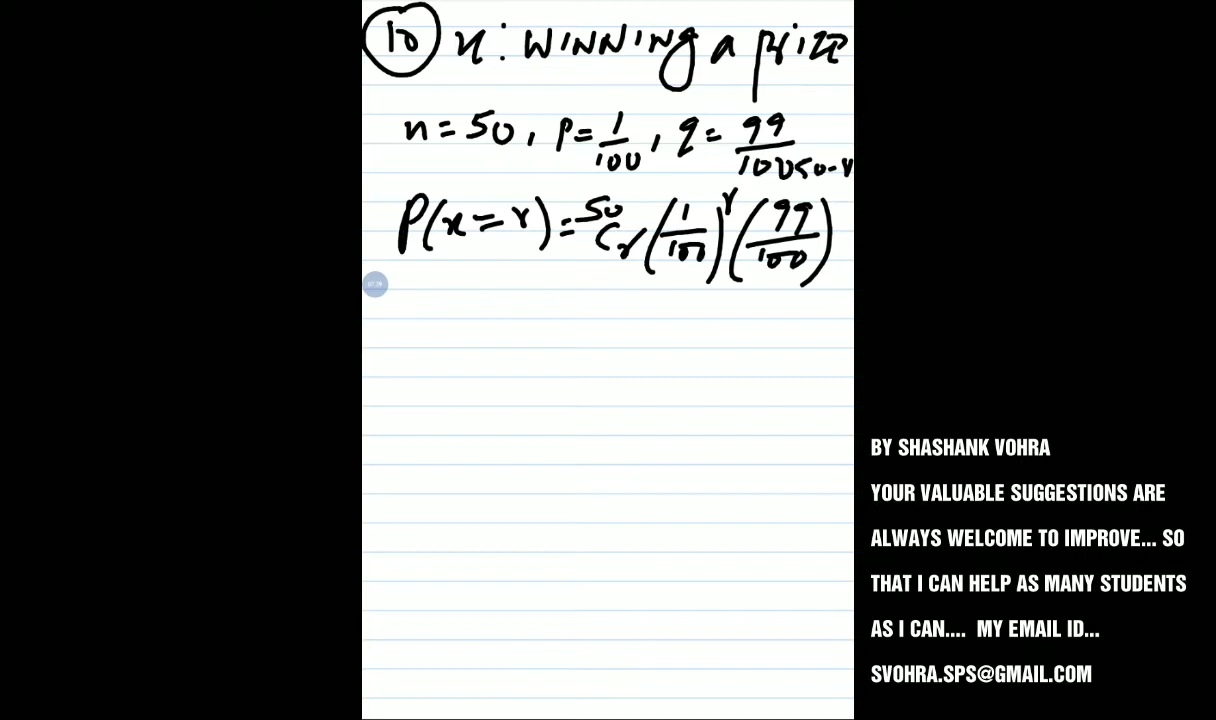 10 x: WINNING a prize
n = 50, p = 1/100, q = 99/100
P(x = r) = 50Cr (1/100)^r (99/100)^50-r
07:39
BY SHASHANK VOHRA
YOUR VALUABLE SUGGESTIONS ARE
ALWAYS WELCOME TO IMPROVE... SO
THAT I CAN HELP AS MANY STUDENTS
AS I CAN.... MY EMAIL ID...
SVOHRA.SPS@GMAIL.COM